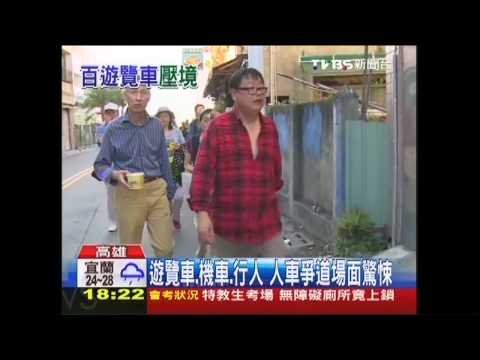 TVBS新聞台
百遊覽車壓境
高雄
宜蘭
24~28
遊覽車.機車.行人 人車爭道場面驚悚
18:22
會考狀況
特教生考場 無障礙廁所竟上鎖